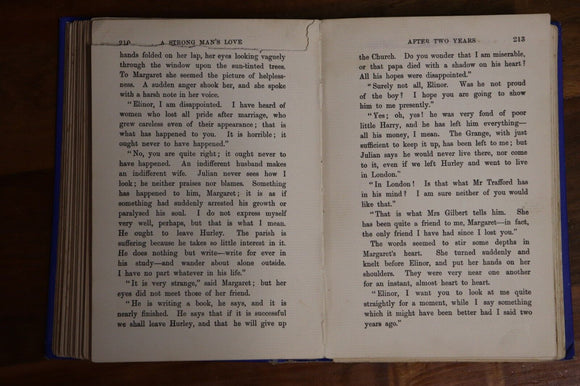 210 A STRONG MAN'S LOVE
hands folded on her lap, her eyes looking vaguely
through the window upon the sun-tinted trees.
To Margaret she seemed the picture of helpless-
ness. A sudden anger shook her, and she spoke
with a harsh note in her voice.
"Elinor, I am disappointed. I have heard of
women who lost all pride after marriage, who
grew careless even of their appearance; that is
what has happened to you. It is horrible; it
ought never to have happened."
"No, you are quite right; it ought never to
have happened. An indifferent husband makes
an indifferent wife. Julian never sees how I
look; he neither praises nor blames. Something
has happened to him, Margaret; it is as if
something had suddenly arrested his growth or
paralyzed his soul. I do not express myself
very well, perhaps, but that is what I mean.
He ought to leave Hurley. The parish is
suffering because he takes so little interest in it.
He does nothing but write—write for ever in
his study—and wander about alone outside.
I have no part whatever in his life."
"It is very strange," said Margaret; but her
eyes did not meet those of her friend.
"He is writing a book, he says, and it is
nearly finished. He says that if it is successful
we shall leave Hurley, and that he will give up
AFTER TWO YEARS 213
the Church. Do you wonder that I am miserable,
or that papa died with a shadow on his heart?
All his hopes were disappointed."
"Surely not all, Elinor. Was he not proud
of the boy? I hope you are going to show
him to me presently."
"Yes; oh, yes! he was very fond of poor
little Harry, and he has left him everything—
all his money, I mean. The Grange, with just
sufficient to keep it up, has been left to me; but
Julian says he would never live there, nor come
to it, even if we left Hurley and went to live
in London."
"In London! Is that what Mr Trafford has
in his mind? I am sure neither of you would
like that."
"That is what Mrs Gilbert tells him. She
has been quite a friend to me, Margaret—in fact,
the only friend I have had since I lost you."
The words seemed to stir some depths in
Margaret's heart. She turned suddenly and
knelt before Elinor, and put her hands on her
shoulders. They were very near one another
for an instant, almost heart to heart.
"Elinor, I want you to look at me quite
straightly for a moment, while I say something
which it might have been better had I said two
years ago."